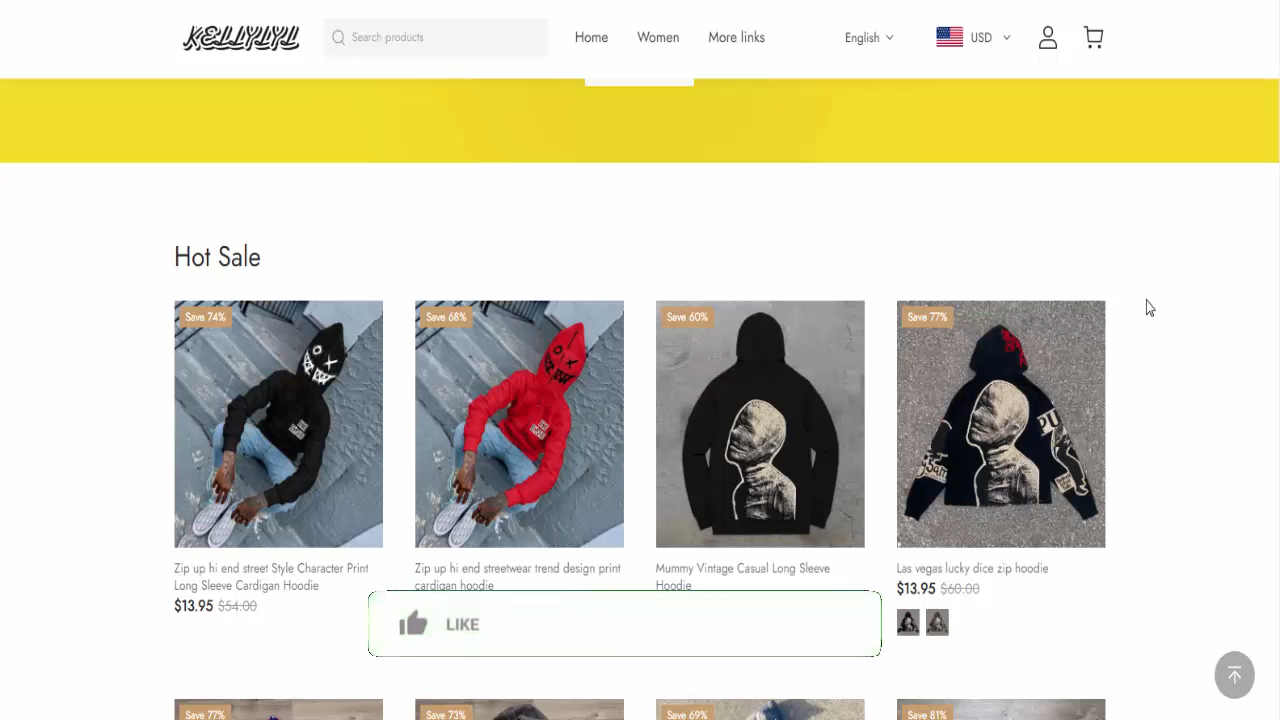 KELLYLYL
Search products
Home
Women
More links
English
USD
Hot Sale
Save 74%
Save 68%
Save 60%
Save 77%
Zip up hi end street Style Character Print
Long Sleeve Cardigan Hoodie
$13.95 $54.00
Zip up hi end streetwear trend design print
cardigan hoodie
Mummy Vintage Casual Long Sleeve
Hoodie
Las vegas lucky dice zip hoodie
$13.95 $60.00
LIKE
Save 77%
Save 73%
Save 69%
Save 81%